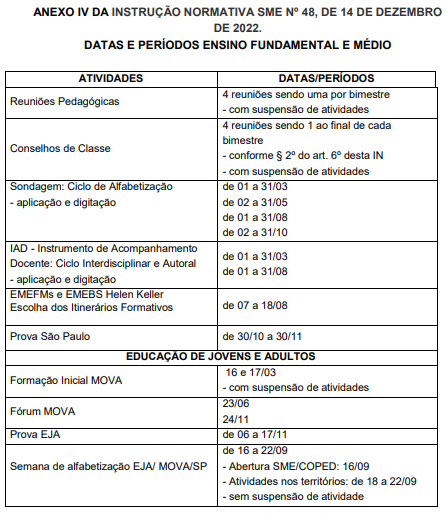 ANEXO IV DA INSTRUÇÃO NORMATIVA SME Nº 48, DE 14 DE DEZEMBRO
DE 2022.
DATAS E PERÍODOS ENSINO FUNDAMENTAL E MÉDIO
ATIVIDADES
DATAS/PERÍODOS
Reuniões Pedagógicas
4 reuniões sendo uma por bimestre
- com suspensão de atividades
Conselhos de Classe
4 reuniões sendo 1 ao final de cada
bimestre
- conforme § 2º do art. 6º desta IN
- com suspensão de atividades
Sondagem: Ciclo de Alfabetização
- aplicação e digitação
de 01 a 31/03
de 02 a 31/05
de 01 a 31/08
de 02 a 31/10
IAD - Instrumento de Acompanhamento
Docente: Ciclo Interdisciplinar e Autoral
- aplicação e digitação
de 01 a 31/03
de 01 a 31/08
EMEFMs e EMEBS Helen Keller
Escolha dos Itinerários Formativos
de 07 a 18/08
Prova São Paulo
de 30/10 a 30/11
EDUCAÇÃO DE JOVENS E ADULTOS
Formação Inicial MOVA
16 e 17/03
- com suspensão de atividades
Fórum MOVA
23/06
24/11
Prova EJA
de 06 a 17/11
Semana de alfabetização EJA/ MOVA/SP
de 16 a 22/09
- Abertura SME/COPED: 16/09
- Atividades nos territórios: de 18 a 22/09
- sem suspensão de atividade